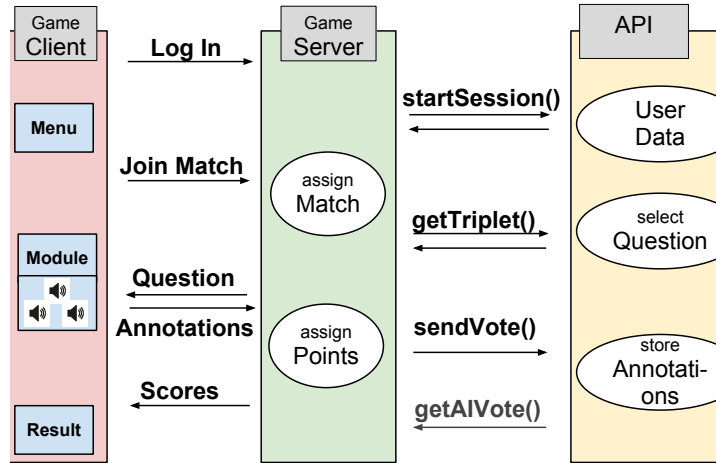 Game
Client
Game
Server
API
Log In
startSession()
User
Data
Menu
Join Match
assign
Match
getTriplet()
select
Question
Module
Question
Annotations
assign
Points
sendVote()
store
Annotati-
ons
Scores
getAIVote()
Result